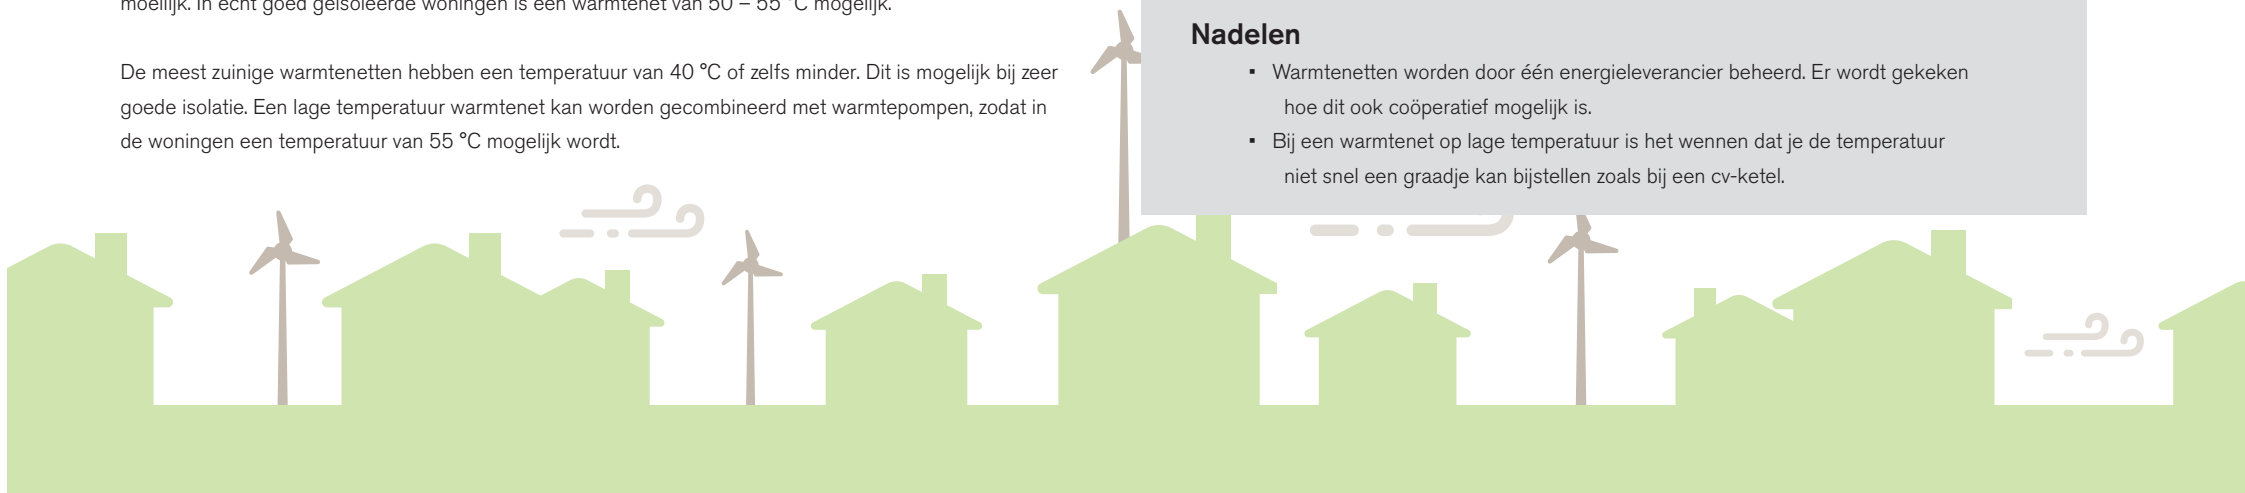 moeilijk. In echt goed geïsoleerde woningen is een warmtenet van 50 – 55 °C mogelijk.
De meest zuinige warmtenetten hebben een temperatuur van 40 °C of zelfs minder. Dit is mogelijk bij zeer
goede isolatie. Een lage temperatuur warmtenet kan worden gecombineerd met warmtepompen, zodat in
de woningen een temperatuur van 55 °C mogelijk wordt.
Nadelen
▪ Warmtenetten worden door één energieleverancier beheerd. Er wordt gekeken
hoe dit ook coöperatief mogelijk is.
▪ Bij een warmtenet op lage temperatuur is het wennen dat je de temperatuur
niet snel een graadje kan bijstellen zoals bij een cv-ketel.